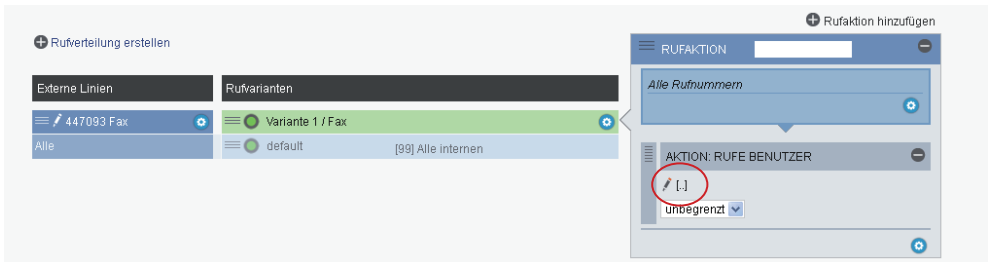 Rufaktion hinzufügen
Rufverteilung erstellen
RUFAKTION
Externe Linien
Rufvarianten
Alle Rufnummern
447093 Fax
Variante 1 / Fax
Alle
default
[99] Alle internen
AKTION: RUFE BENUTZER
[..]
unbegrenzt